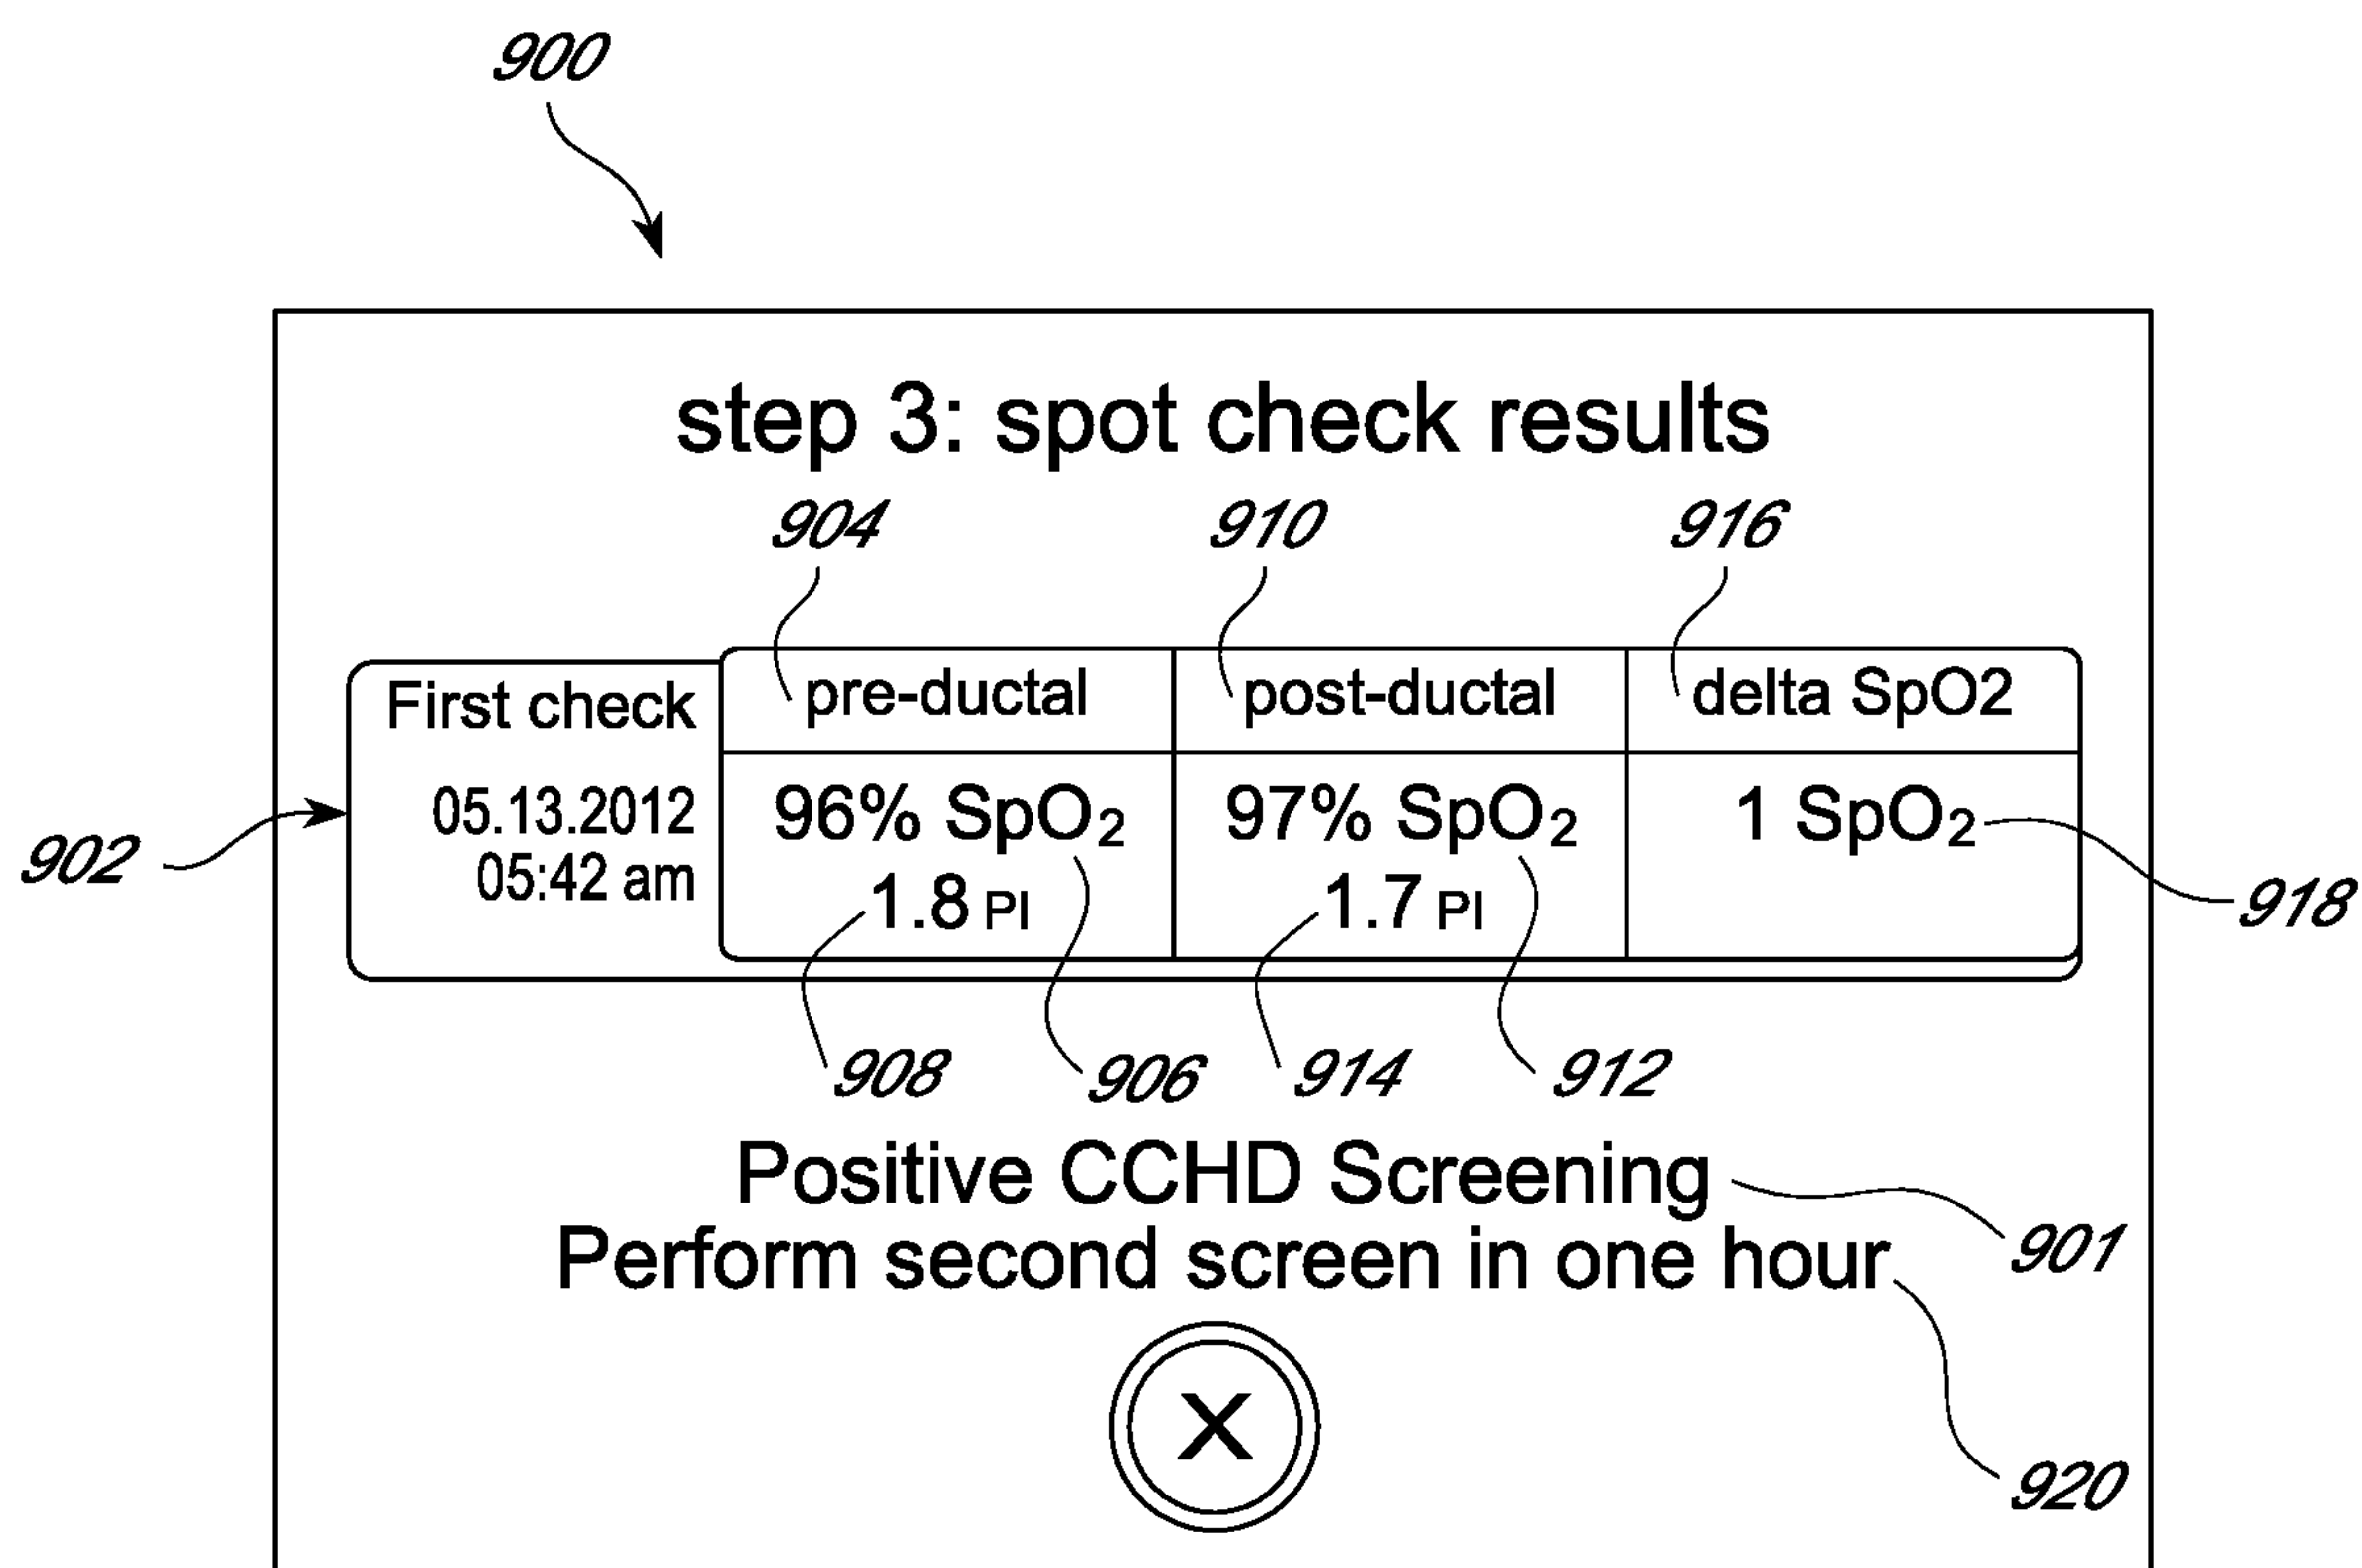 900
step 3: spot check results
904 910 916
First check pre-ductal post-ductal delta SpO2
05.13.2012 96% SpO₂ 97% SpO₂ 1 SpO₂
05:42 am 1.8 PI 1.7 PI
902 918
908 906 914 912
Positive CCHD Screening
Perform second screen in one hour
901
X
920